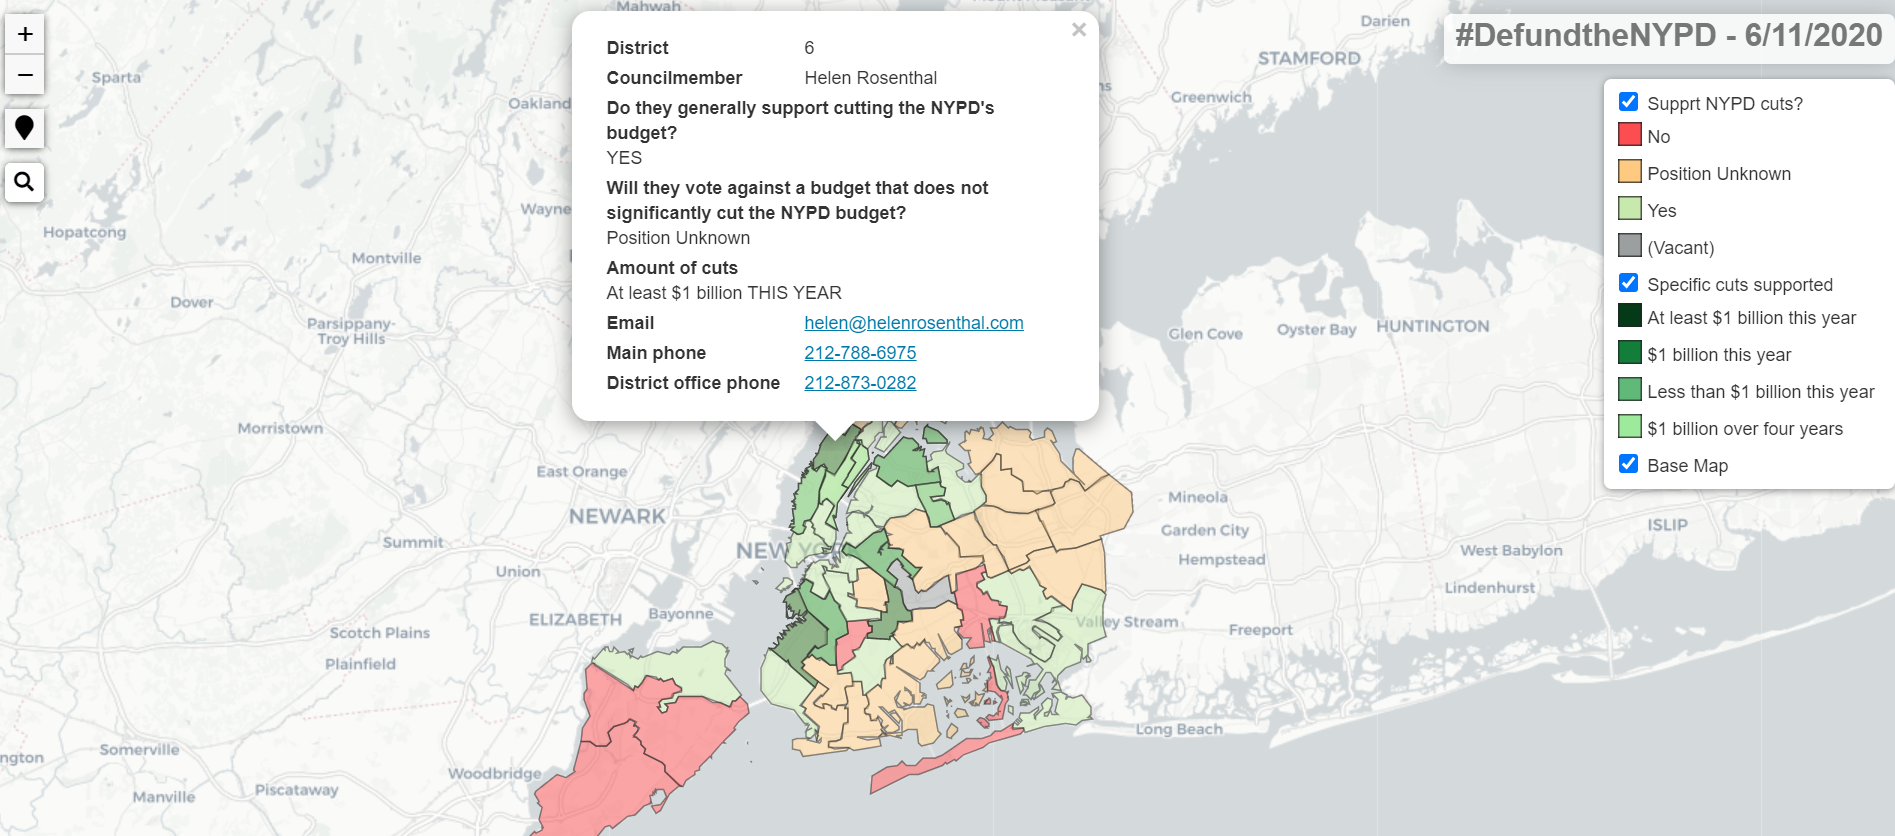 #DefundtheNYPD - 6/11/2020
+
−
×
District 6
Councilmember Helen Rosenthal
Do they generally support cutting the NYPD's
budget?
YES
Will they vote against a budget that does not
significantly cut the NYPD budget?
Position Unknown
Amount of cuts
At least $1 billion THIS YEAR
Email helen@helenrosenthal.com
Main phone 212-788-6975
District office phone 212-873-0282
Supprt NYPD cuts?
No
Position Unknown
Yes
(Vacant)
Specific cuts supported
At least $1 billion this year
$1 billion this year
Less than $1 billion this year
$1 billion over four years
Base Map
Mahwah
Darien
STAMFORD
Sparta
Oakland
Greenwich
Wayne
Hopatcong
Montville
Dover
Parsippany-
Troy Hills
Glen Cove
Oyster Bay
HUNTINGTON
Morristown
East Orange
Mineola
NEWARK
Garden City
ISLIP
Summit
NEW YO
Hempstead
West Babylon
Union
Lindenhurst
ELIZABETH
Bayonne
Valley Stream
Freeport
Scotch Plains
Plainfield
Long Beach
Somerville
ngton
Woodbridge
Piscataway
Manville